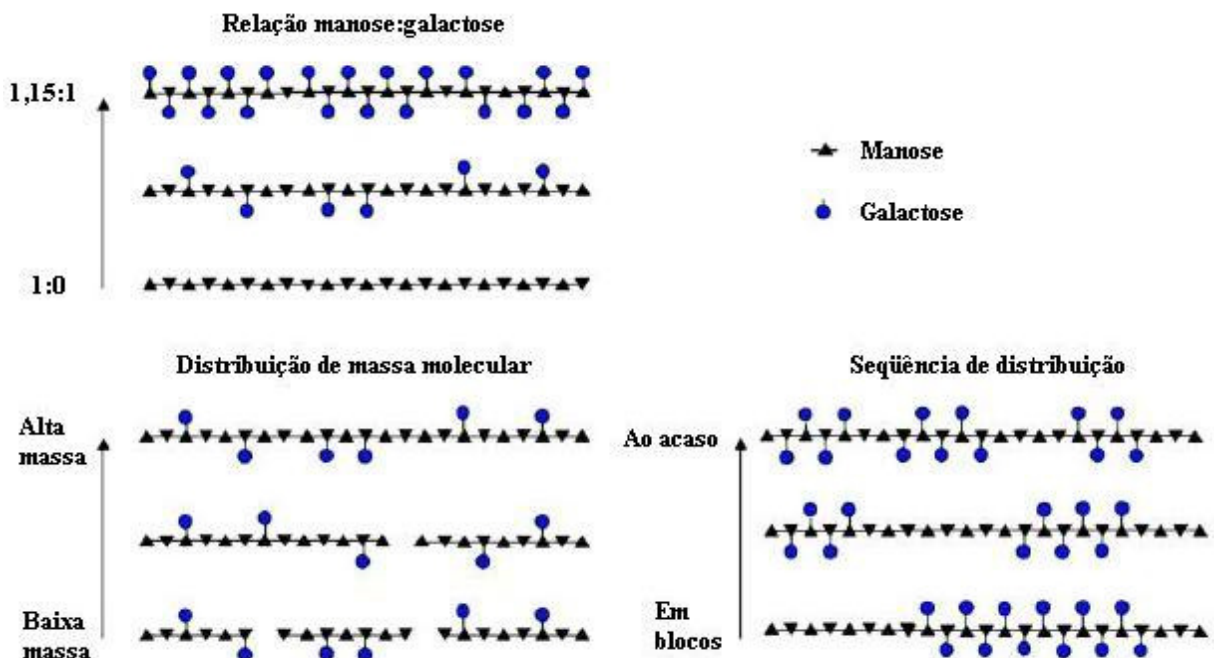 Relação manose:galactose
1,15:1
Manose
Galactose
1:0
Distribuição de massa molecular
Seqüência de distribuição
Alta
massa
Ao acaso
Baixa
massa
Em
blocos